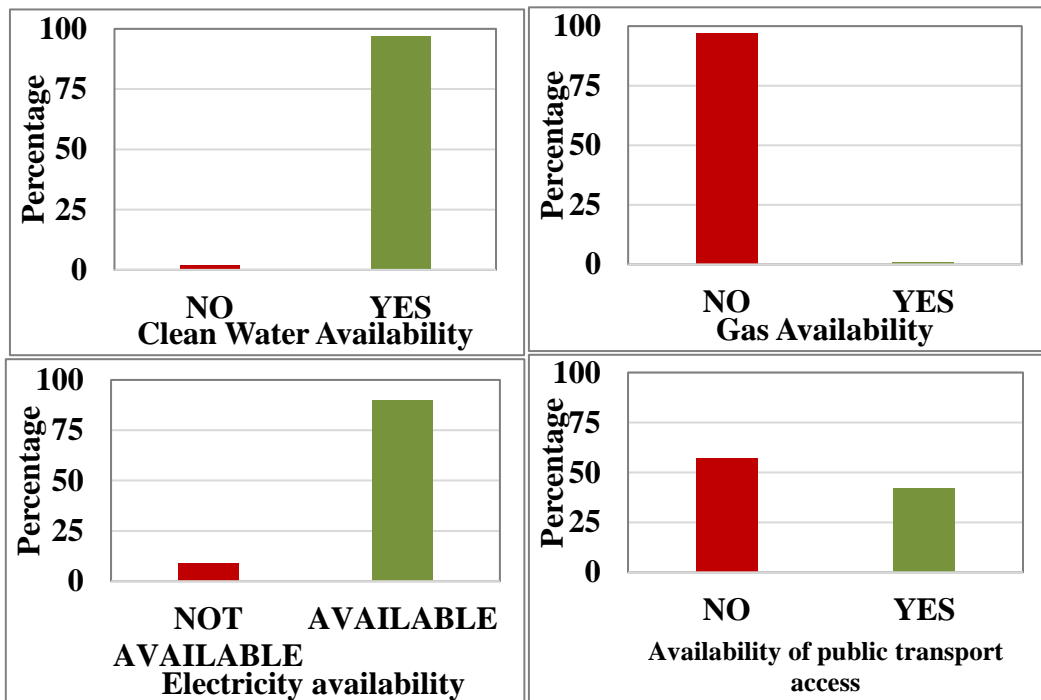 100
75
50
25
0
Percentage
NO YES
Clean Water Availability
100
75
50
25
0
Percentage
NO YES
Gas Availability
100
75
50
25
0
Percentage
NOT AVAILABLE
AVAILABLE
Electricity availability
100
75
50
25
0
Percentage
NO YES
Availability of public transport
access